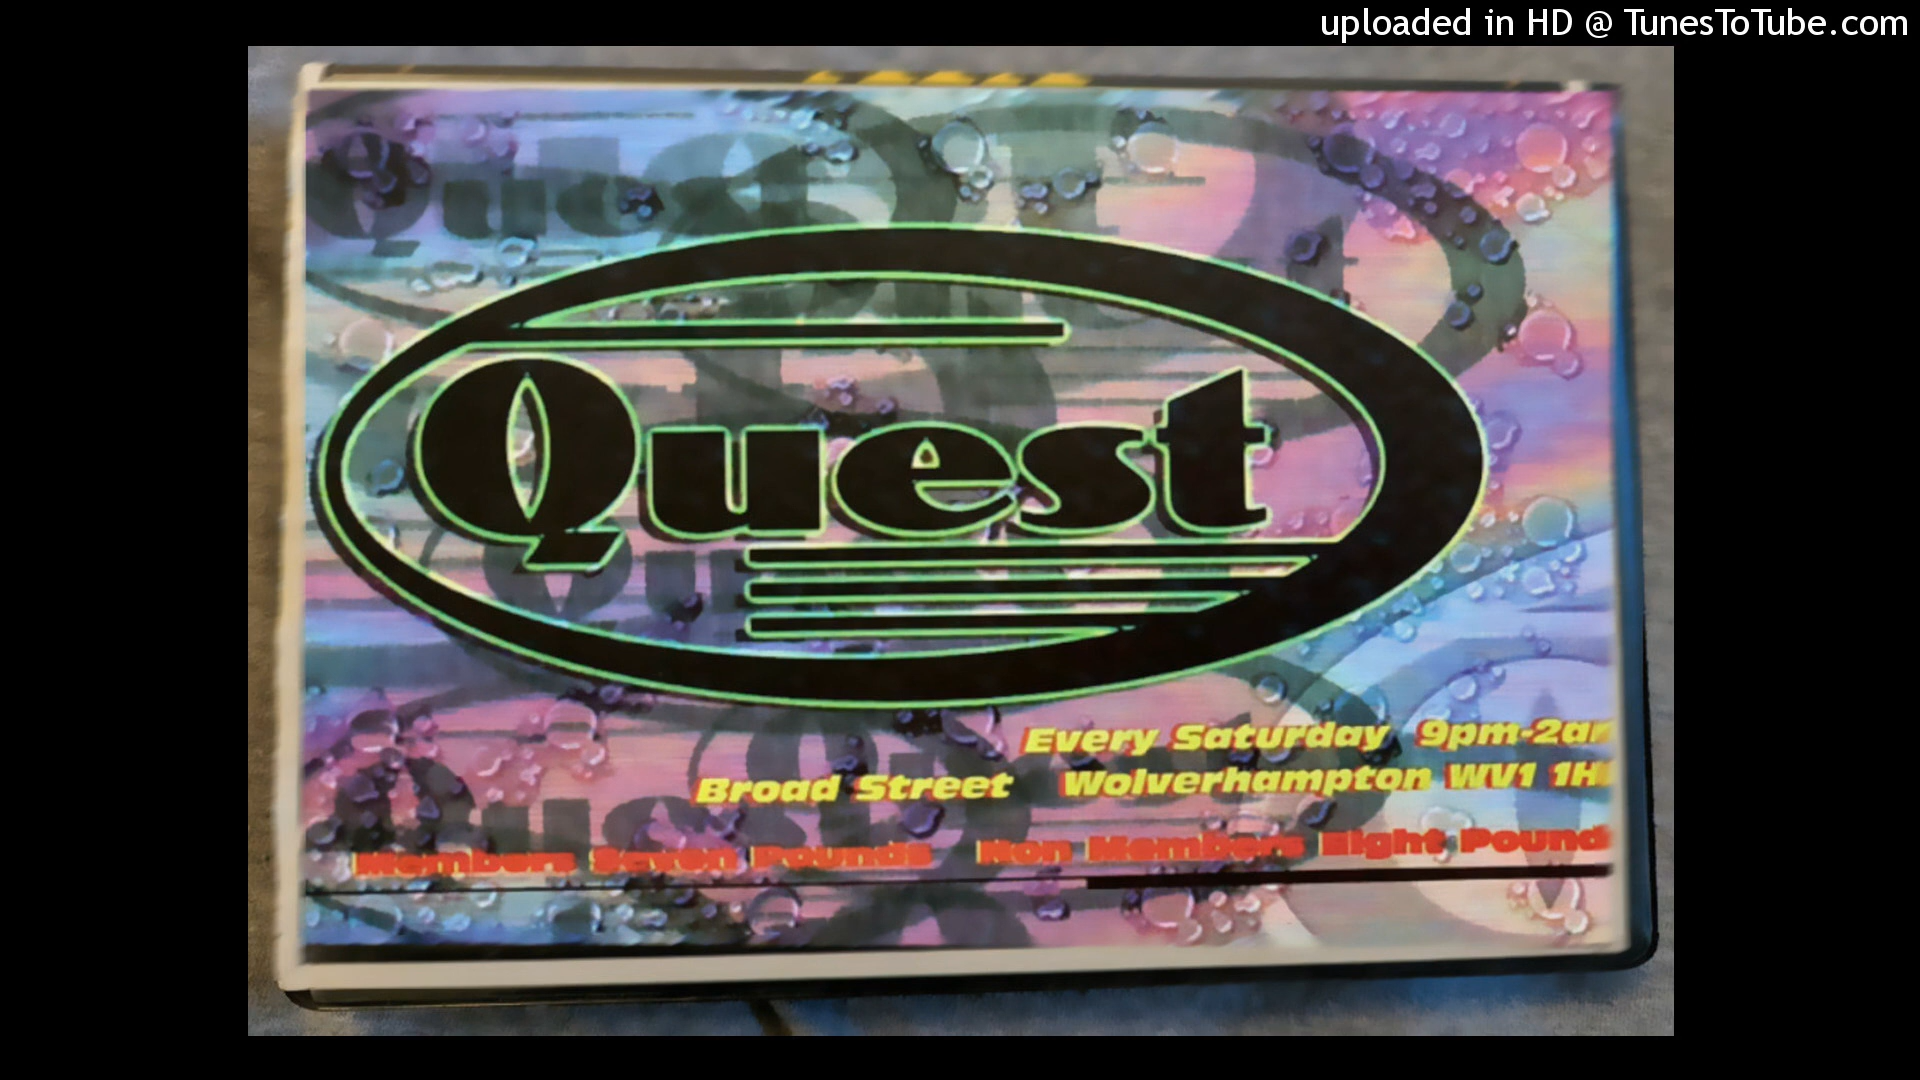 uploaded in HD @ TunesToTube.com
Quest
Every Saturday 9pm-2a
Broad Street Wolverhampton WV1 1H
Members Seven Pounds Non Members Eight Pound